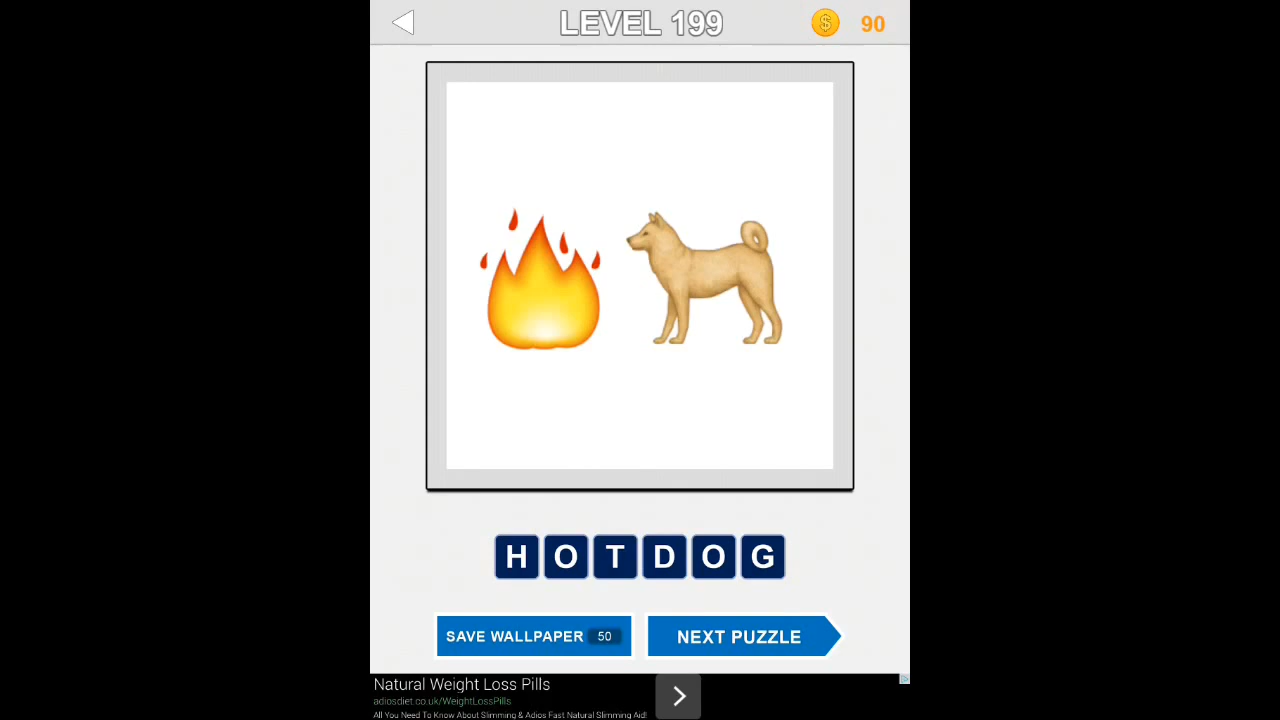 LEVEL 199
$ 90
HOTDOG
SAVE WALLPAPER 50
NEXT PUZZLE
Natural Weight Loss Pills
adiosdiet.co.uk/WeightLossPills
All You Need To Know About Slimming & Adios Fast Natural Slimming Aid!